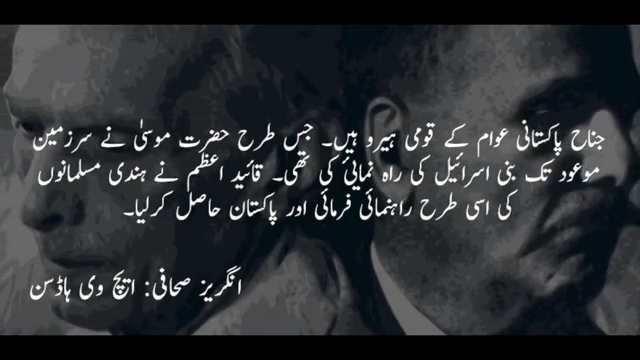 جناح پاکستانی عوام کے قومی ہیرو ہیں۔ جس طرح حضرت موسیٰ نے سرزمین
موعود تک بنی اسرائیل کی راہ نمائی کی تھی۔ قائید اعظم نے ہندی مسلمانوں
کی اسی طرح راہنمائی فرمائی اور پاکستان حاصل کرلیا۔
انگریز صحافی: ایچ وی ہاڈسن